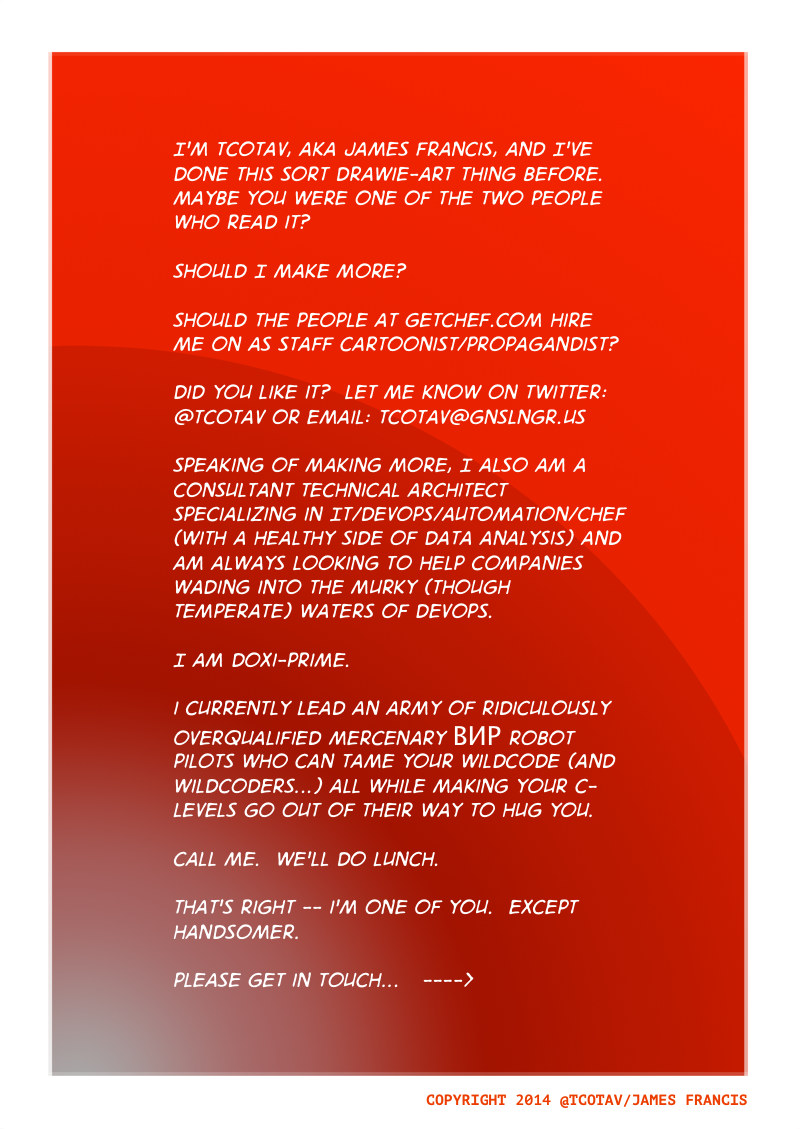 I'M TCOTAV, AKA JAMES FRANCIS, AND I'VE
DONE THIS SORT DRAWIE-ART THING BEFORE.
MAYBE YOU WERE ONE OF THE TWO PEOPLE
WHO READ IT?
SHOULD I MAKE MORE?
SHOULD THE PEOPLE AT GETCHEF.COM HIRE
ME ON AS STAFF CARTOONIST/PROPAGANDIST?
DID YOU LIKE IT?  LET ME KNOW ON TWITTER:
@TCOTAV OR EMAIL: TCOTAV@GNSLNGR.US
SPEAKING OF MAKING MORE, I ALSO AM A
CONSULTANT TECHNICAL ARCHITECT
SPECIALIZING IN IT/DEVOPS/AUTOMATION/CHEF
(WITH A HEALTHY SIDE OF DATA ANALYSIS) AND
AM ALWAYS LOOKING TO HELP COMPANIES
WADING INTO THE MURKY (THOUGH
TEMPERATE) WATERS OF DEVOPS.
I AM DOXI-PRIME.
I CURRENTLY LEAD AN ARMY OF RIDICULOUSLY
OVERQUALIFIED MERCENARY ВИР ROBOT
PILOTS WHO CAN TAME YOUR WILDCODE (AND
WILDCODERS...) ALL WHILE MAKING YOUR C-
LEVELS GO OUT OF THEIR WAY TO HUG YOU.
CALL ME.  WE'LL DO LUNCH.
THAT'S RIGHT -- I'M ONE OF YOU.  EXCEPT
HANDSOMER.
PLEASE GET IN TOUCH...   ---->
COPYRIGHT 2014 @TCOTAV/JAMES FRANCIS